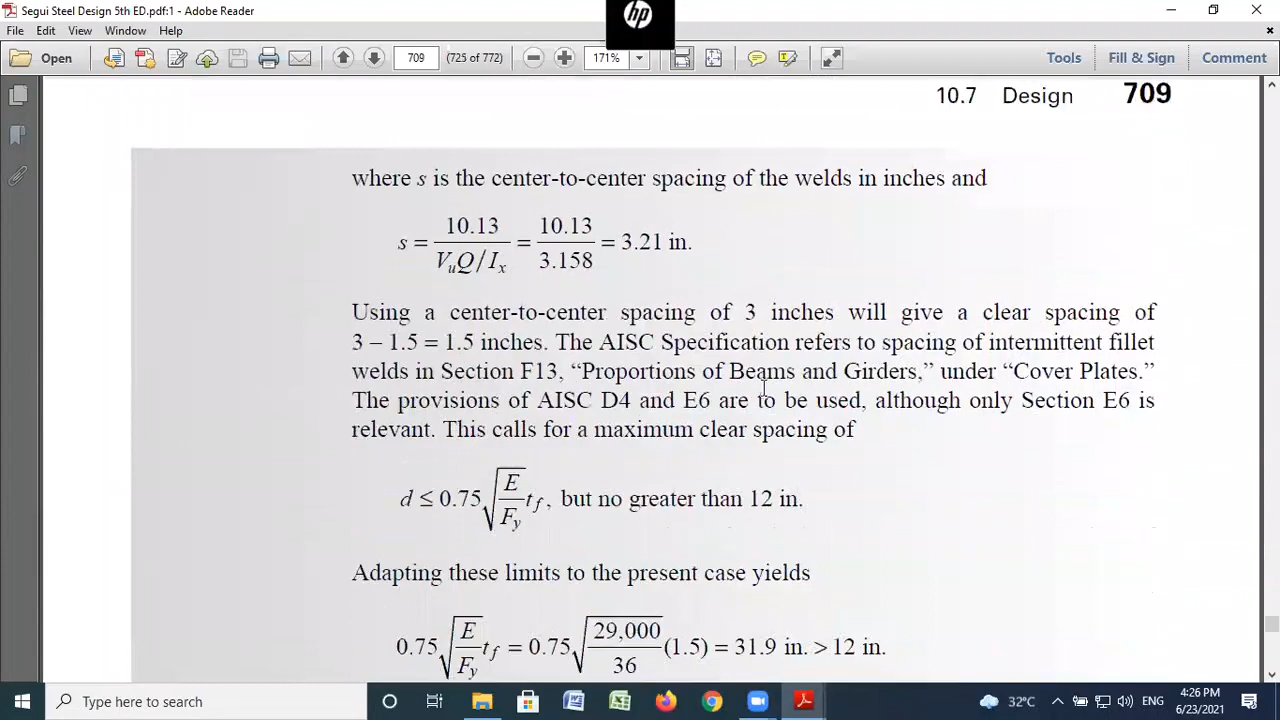 Segui Steel Design 5th ED.pdf:1 - Adobe Reader
hp
File Edit View Window Help
Open 709 (725 of 772) 171% Tools Fill & Sign Comment
10.7 Design 709
where s is the center-to-center spacing of the welds in inches and
s = 10.13 / VuQ/Ix = 10.13 / 3.158 = 3.21 in.
Using a center-to-center spacing of 3 inches will give a clear spacing of
3 − 1.5 = 1.5 inches. The AISC Specification refers to spacing of intermittent fillet
welds in Section F13, “Proportions of Beams and Girders,” under “Cover Plates.”
The provisions of AISC D4 and E6 are to be used, although only Section E6 is
relevant. This calls for a maximum clear spacing of
d ≤ 0.75 √(E/Fy) tf, but no greater than 12 in.
Adapting these limits to the present case yields
0.75 √(E/Fy) tf = 0.75 √(29,000/36) (1.5) = 31.9 in. > 12 in.
Type here to search
32°C ENG 4:26 PM
6/23/2021